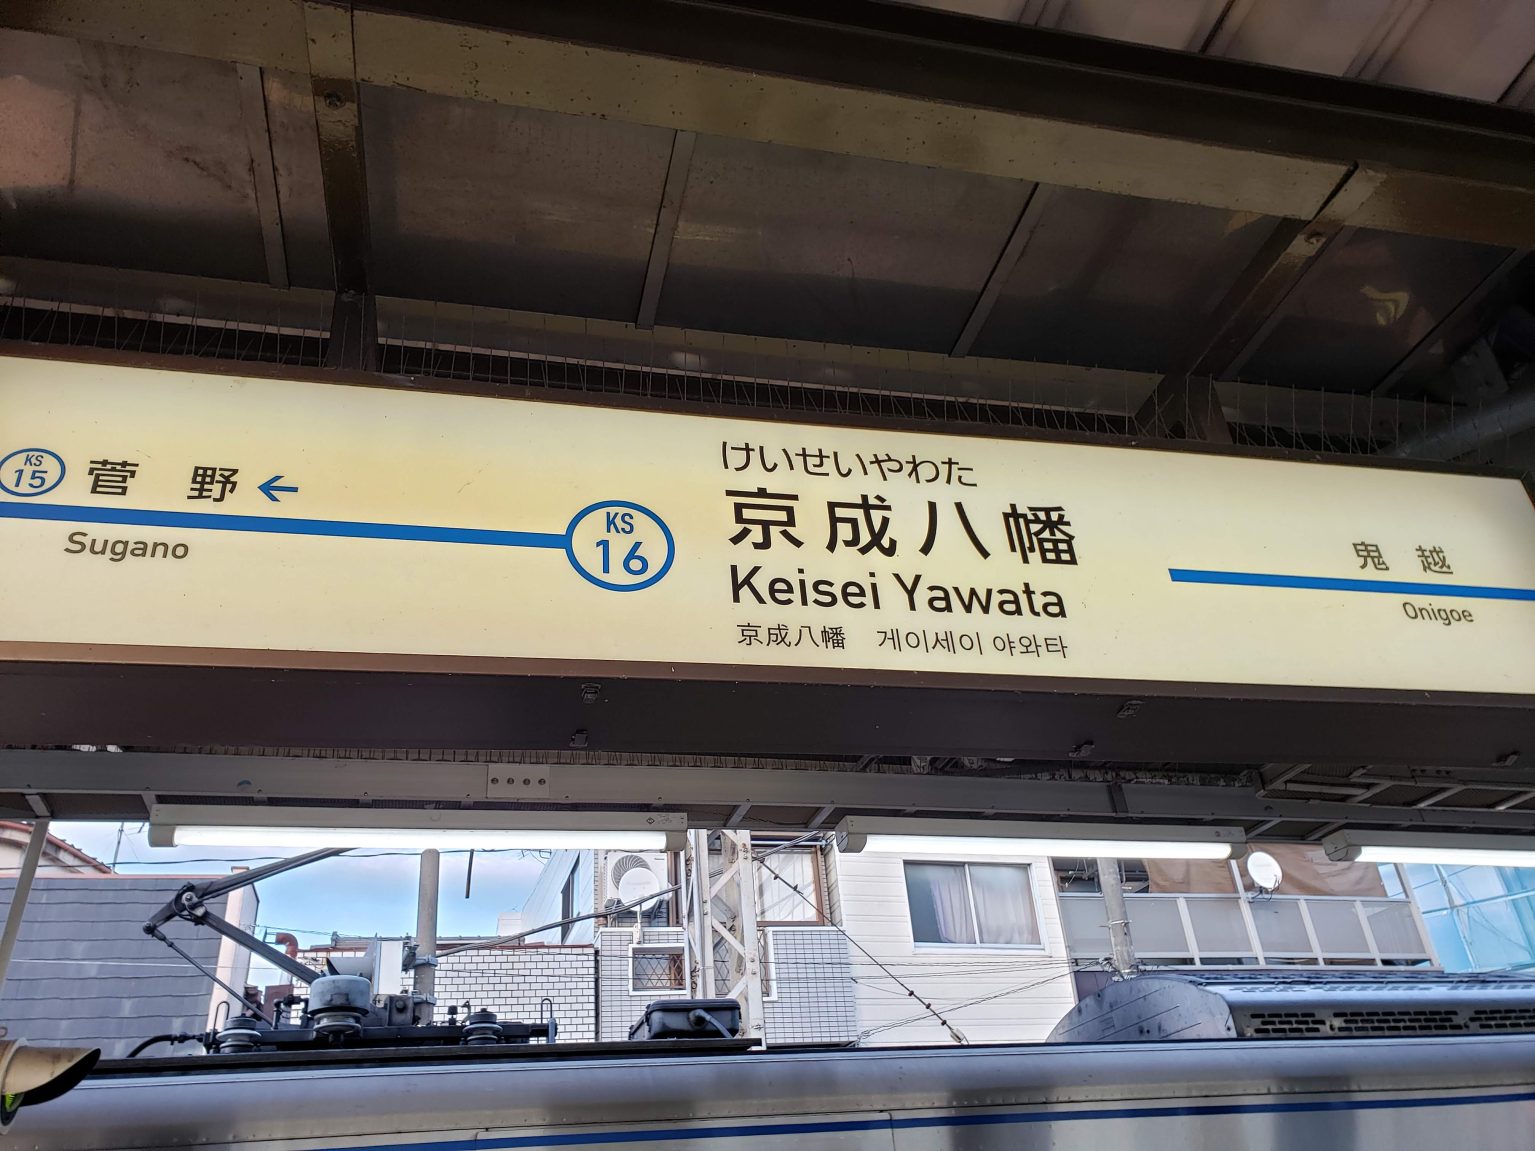 KS
15
菅野 ←
Sugano
KS
16
けいせいやわた
京成八幡
Keisei Yawata
京成八幡 게이세이 야와타
鬼越
Onigoe